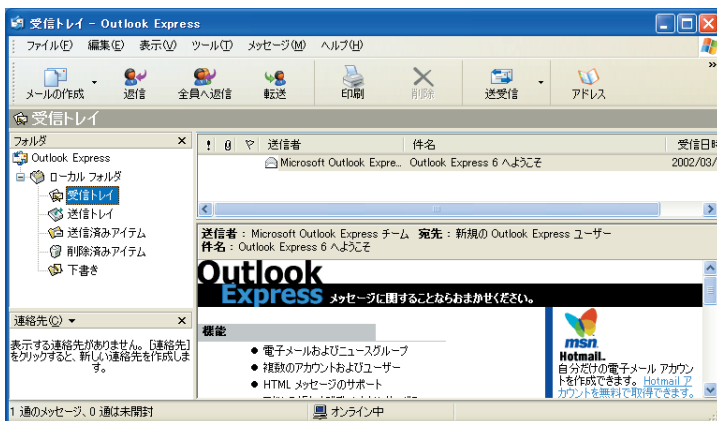 受信トレイ - Outlook Express
ファイル(F) 編集(E) 表示(V) ツール(T) メッセージ(M) ヘルプ(H)
メールの作成 返信 全員へ返信 転送 印刷 削除 送受信 アドレス
受信トレイ
フォルダ
Outlook Express
ローカル フォルダ
受信トレイ
送信トレイ
送信済みアイテム
削除済みアイテム
下書き
連絡先(C)
表示する連絡先がありません。[連絡先]
をクリックすると、新しい連絡先を作成しま
す。
! 送信者 件名 受信日時
Microsoft Outlook Expre... Outlook Express 6 へようこそ 2002/03/
送信者 : Microsoft Outlook Express チーム 宛先 : 新規の Outlook Express ユーザー
件名 : Outlook Express 6 へようこそ
Outlook
Express メッセージに関することならおまかせください。
機能
● 電子メールおよびニュースグループ
● 複数のアカウントおよびユーザー
● HTML メッセージのサポート
msn
Hotmail.
自分だけの電子メール アカウン
トを作成できます。 Hotmail ア
カウントを無料で取得できます。
1 通のメッセージ、0 通は未開封
オンライン中